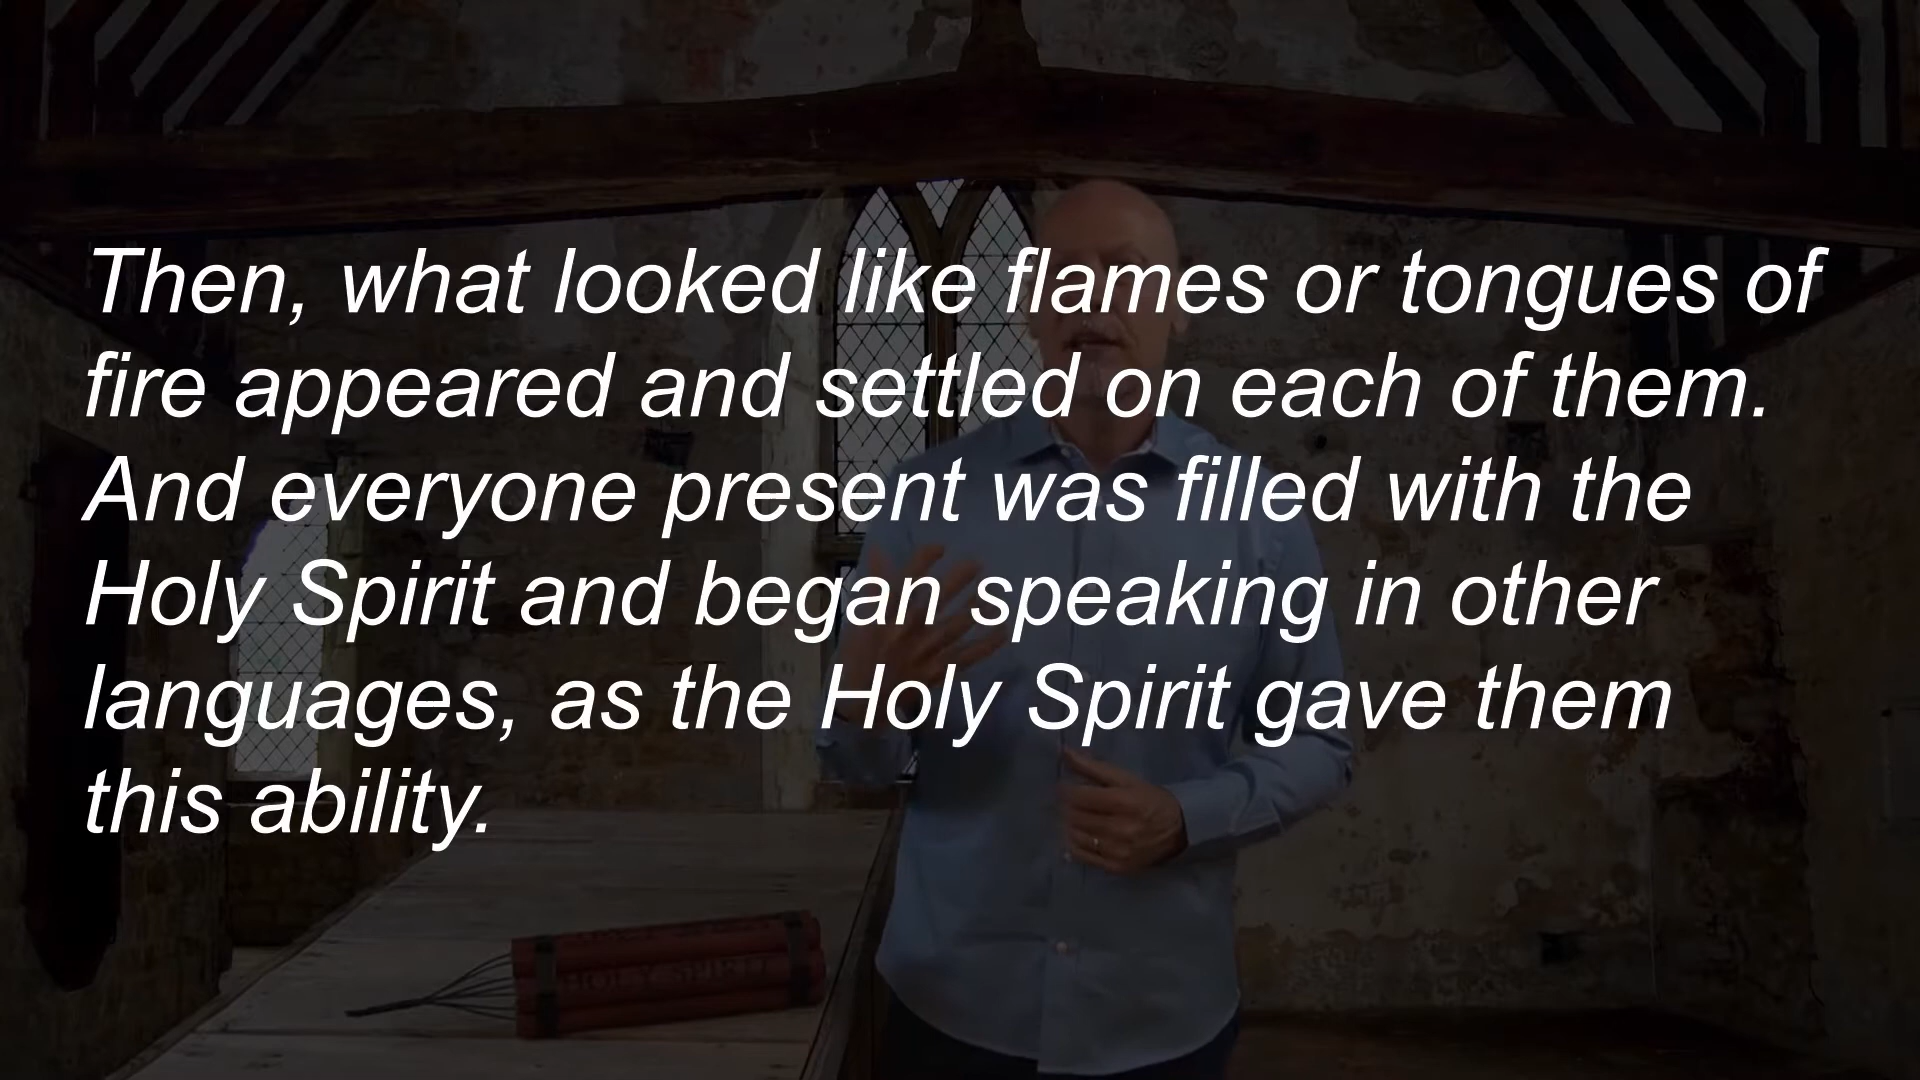 Then, what looked like flames or tongues of
fire appeared and settled on each of them.
And everyone present was filled with the
Holy Spirit and began speaking in other
languages, as the Holy Spirit gave them
this ability.
HOLY SPIRIT